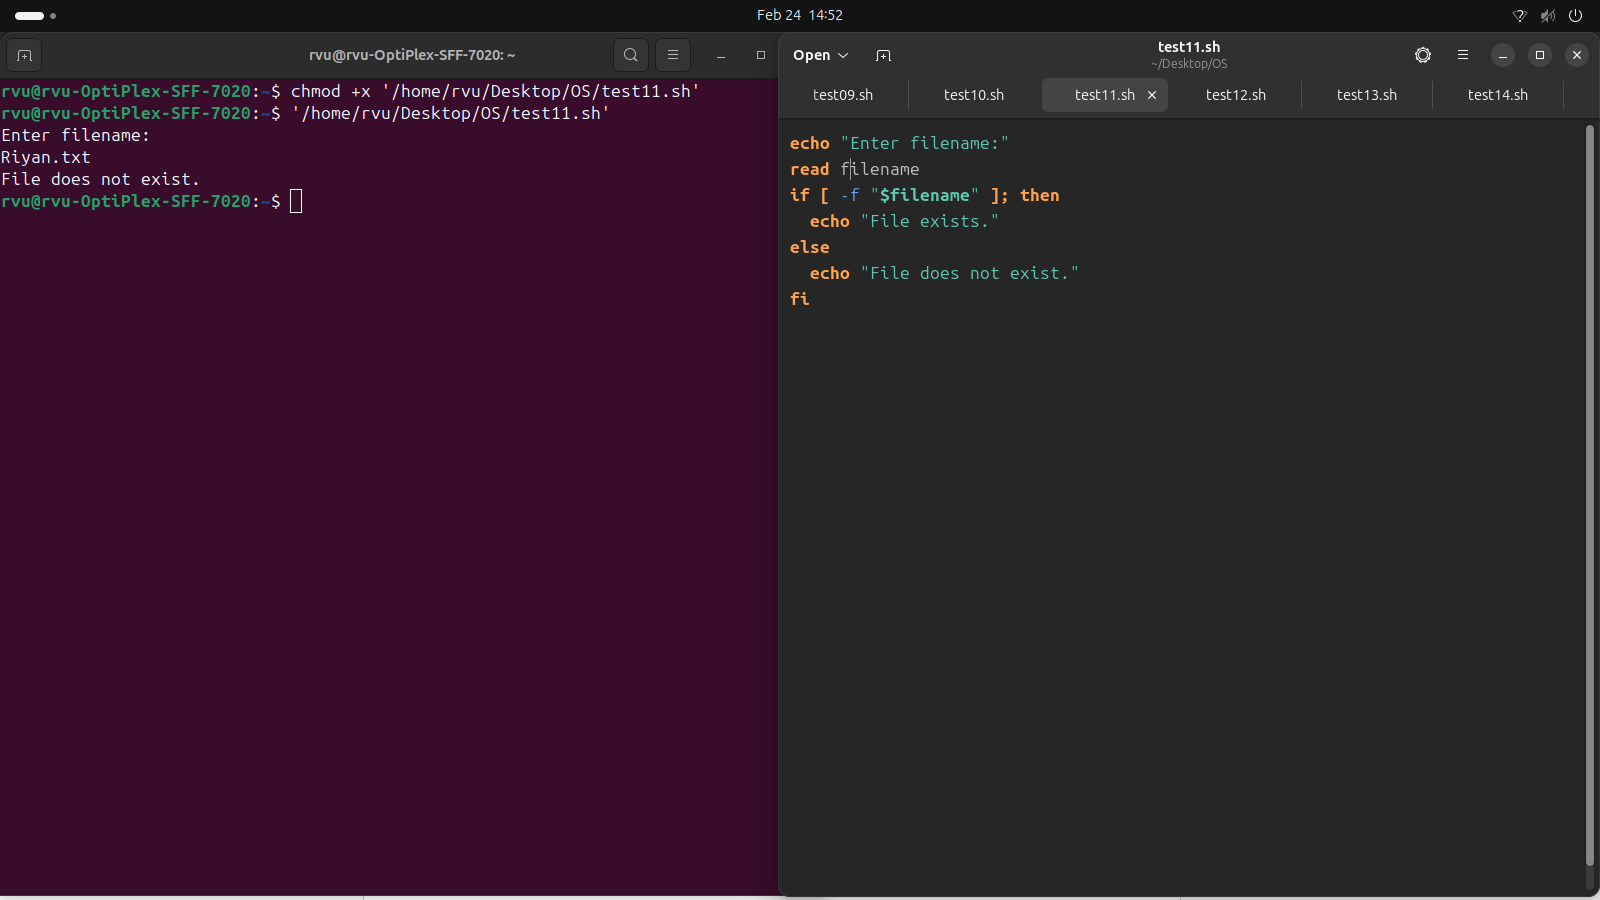 Feb 24 14:52
rvu@rvu-OptiPlex-SFF-7020: ~
rvu@rvu-OptiPlex-SFF-7020:~$ chmod +x '/home/rvu/Desktop/OS/test11.sh'
rvu@rvu-OptiPlex-SFF-7020:~$ '/home/rvu/Desktop/OS/test11.sh'
Enter filename:
Riyan.txt
File does not exist.
rvu@rvu-OptiPlex-SFF-7020:~$
Open
test11.sh
~/Desktop/OS
test09.sh test10.sh test11.sh test12.sh test13.sh test14.sh
echo "Enter filename:"
read filename
if [ -f "$filename" ]; then
  echo "File exists."
else
  echo "File does not exist."
fi